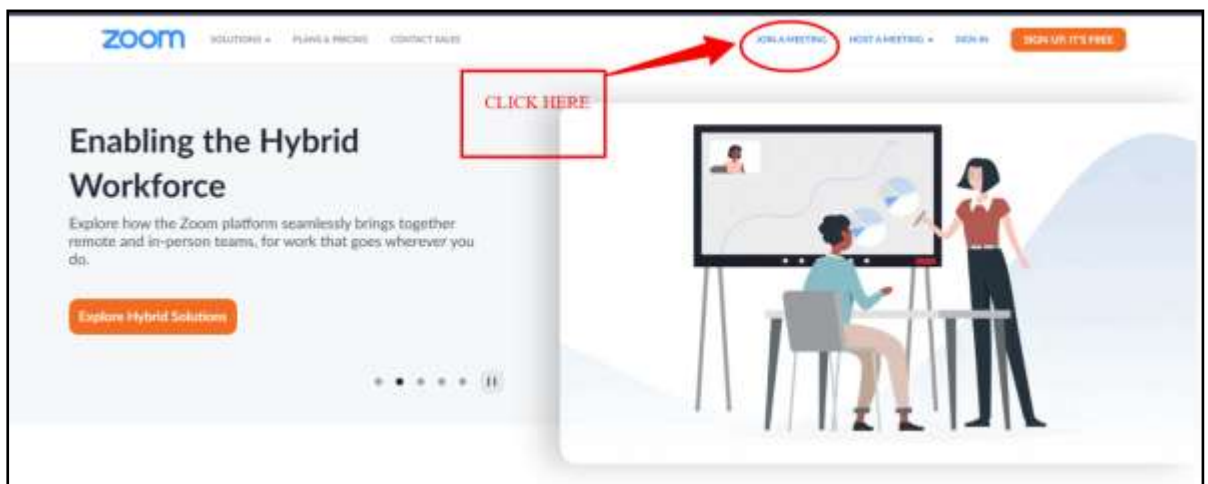 zoom SOLUTIONS PLANS & PRICING CONTACT SALES JOIN A MEETING HOST A MEETING SIGN IN SIGN UP, IT'S FREE
CLICK HERE
Enabling the Hybrid
Workforce
Explore how the Zoom platform seamlessly brings together
remote and in-person teams, for work that goes wherever you
do.
Explore Hybrid Solutions